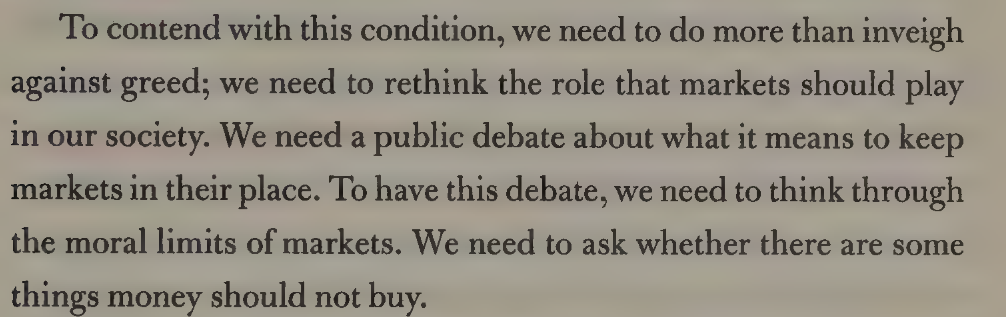 To contend with this condition, we need to do more than inveigh
against greed; we need to rethink the role that markets should play
in our society. We need a public debate about what it means to keep
markets in their place. To have this debate, we need to think through
the moral limits of markets. We need to ask whether there are some
things money should not buy.